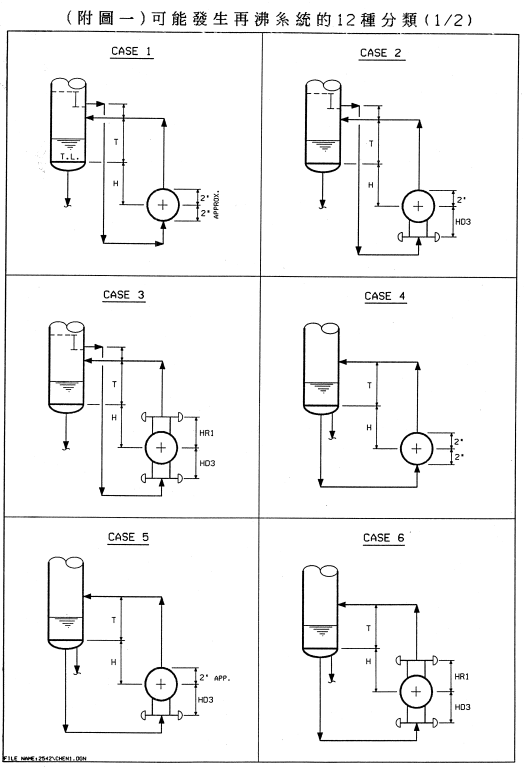 (附圖一)可能發生再沸系統的12種分類(1/2)
CASE 1
T
T.L.
H
2"
2"
APPROX.
CASE 2
T
H
2"
HD3
CASE 3
T
H
HR1
HD3
CASE 4
T
H
2"
2"
CASE 5
T
H
2" APP.
HD3
CASE 6
T
H
HR1
HD3
FILE NAME:2542\CHEN1.DGN